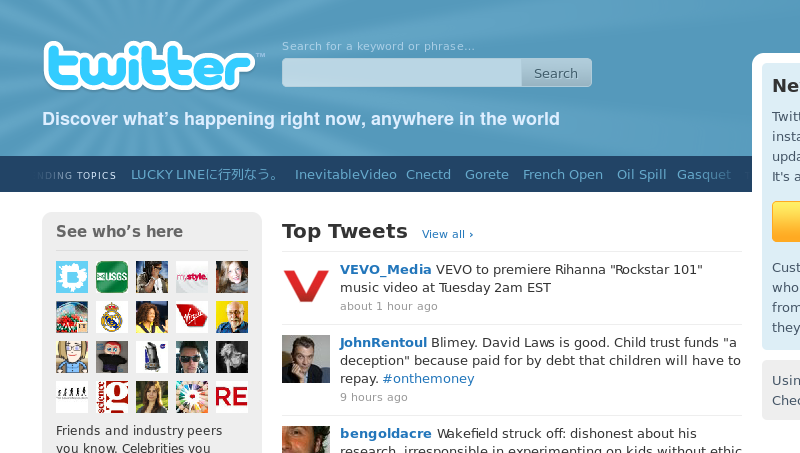 twitter™
Search for a keyword or phrase...
Search
Discover what's happening right now, anywhere in the world
NDING TOPICS LUCKY LINEに行列なう。 InevitableVideo Cnectd Gorete French Open Oil Spill Gasquet
See who's here
USGS
mystyle.
Virgin
science
RE
Friends and industry peers
you know. Celebrities you
Top Tweets View all ›
VEVO_Media VEVO to premiere Rihanna "Rockstar 101"
music video at Tuesday 2am EST
about 1 hour ago
JohnRentoul Blimey. David Laws is good. Child trust funds "a
deception" because paid for by debt that children will have to
repay. #onthemoney
9 hours ago
bengoldacre Wakefield struck off: dishonest about his
research, irresponsible in experimenting on kids without ethic
Ne
Twitt
insta
upda
It's a
Cust
who
from
they
Usin
Chec